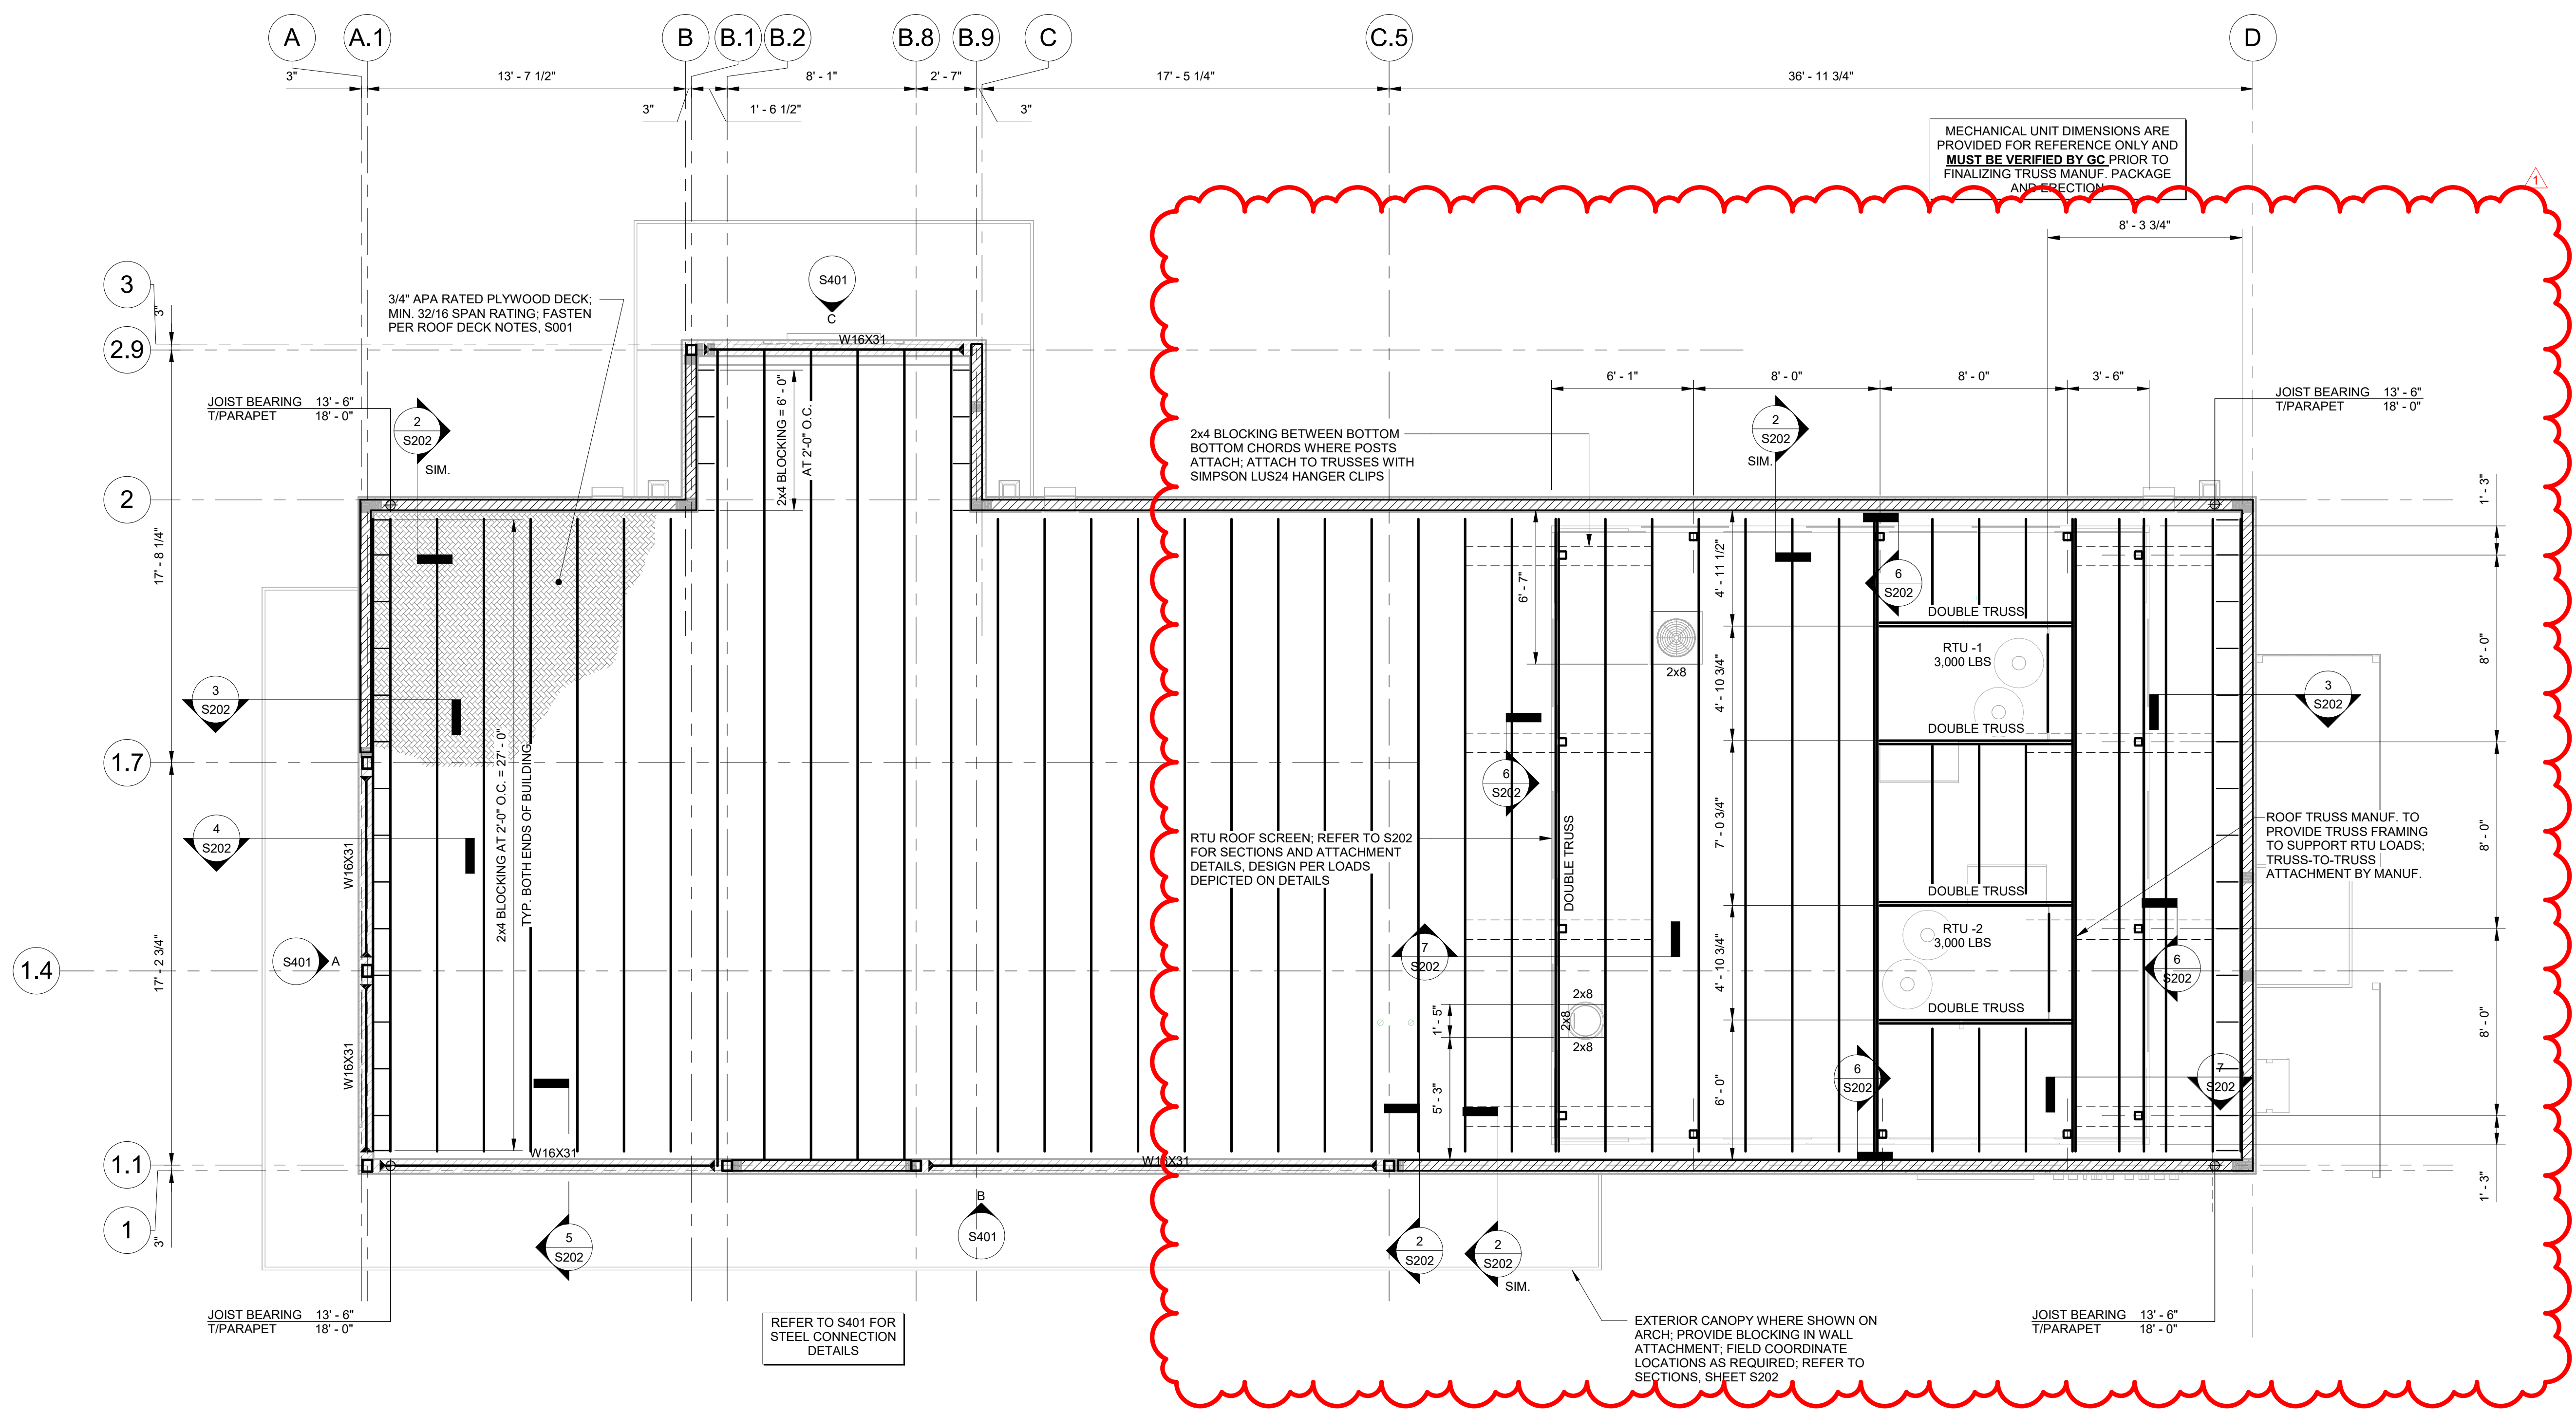 A
A.1
B
B.1
B.2
B.8
B.9
C
C.5
D
3"
13' - 7 1/2"
8' - 1"
2' - 7"
17' - 5 1/4"
36' - 11 3/4"
3"
1' - 6 1/2"
3"
MECHANICAL UNIT DIMENSIONS ARE
PROVIDED FOR REFERENCE ONLY AND
MUST BE VERIFIED BY GC PRIOR TO
FINALIZING TRUSS MANUF. PACKAGE
AND ERECTION
1
8' - 3 3/4"
3
3"
2.9
3/4" APA RATED PLYWOOD DECK;
MIN. 32/16 SPAN RATING; FASTEN
PER ROOF DECK NOTES, S001
S401
C
W16X31
JOIST BEARING 13' - 6"
T/PARAPET 18' - 0"
2
S202
SIM.
2x4 BLOCKING = 6' - 0"
AT 2'-0" O.C.
6' - 1"
8' - 0"
8' - 0"
3' - 6"
2x4 BLOCKING BETWEEN BOTTOM
BOTTOM CHORDS WHERE POSTS
ATTACH; ATTACH TO TRUSSES WITH
SIMPSON LUS24 HANGER CLIPS
2
S202
SIM.
JOIST BEARING 13' - 6"
T/PARAPET 18' - 0"
2
1' - 3"
17' - 8 1/4"
6' - 7"
4' - 11 1/2"
6
S202
DOUBLE TRUSS
RTU -1
3,000 LBS
2x8
4' - 10 3/4"
DOUBLE TRUSS
8' - 0"
3
S202
3
S202
1.7
6
S202
4
S202
W16X31
2x4 BLOCKING AT 2'-0" O.C. = 27' - 0"
TYP. BOTH ENDS OF BUILDING
RTU ROOF SCREEN; REFER TO S202
FOR SECTIONS AND ATTACHMENT
DETAILS, DESIGN PER LOADS
DEPICTED ON DETAILS
DOUBLE TRUSS
7' - 0 3/4"
8' - 0"
ROOF TRUSS MANUF. TO
PROVIDE TRUSS FRAMING
TO SUPPORT RTU LOADS;
TRUSS-TO-TRUSS
ATTACHMENT BY MANUF.
DOUBLE TRUSS
RTU -2
3,000 LBS
4' - 10 3/4"
DOUBLE TRUSS
7
S202
6
S202
1.4
17' - 2 3/4"
S401
A
W16X31
2x8
2x8
2x8
1' - 5"
5' - 3"
6' - 0"
6
S202
7
S202
8' - 0"
1.1
W16X31
W16X31
1
3"
1' - 3"
5
S202
B
S401
2
S202
2
S202
SIM.
JOIST BEARING 13' - 6"
T/PARAPET 18' - 0"
REFER TO S401 FOR
STEEL CONNECTION
DETAILS
EXTERIOR CANOPY WHERE SHOWN ON
ARCH; PROVIDE BLOCKING IN WALL
ATTACHMENT; FIELD COORDINATE
LOCATIONS AS REQUIRED; REFER TO
SECTIONS, SHEET S202
JOIST BEARING 13' - 6"
T/PARAPET 18' - 0"